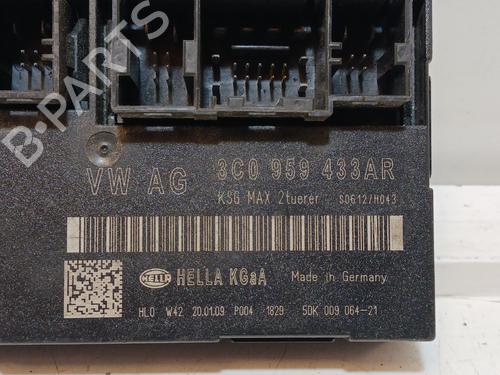 B-PARTS
VW AG 3C0 959 433AR
KSG MAX 2tuerer S0612/H043
HELLA HELLA KGaA Made in Germany
HLO W42 20.01.09 P004 1829 5DK 009 064-21